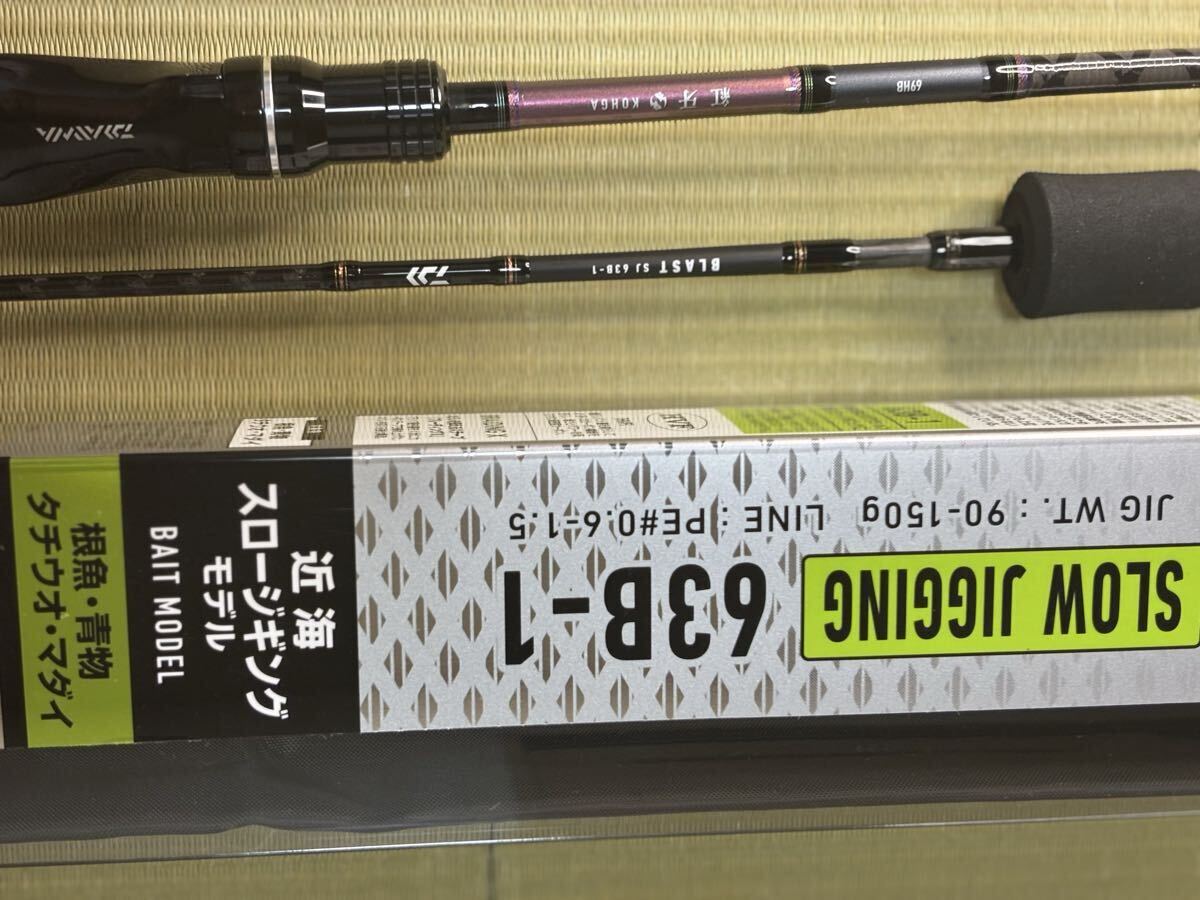 DAIWA
紅牙 KOHGA
69HB
BLAST SJ 63B-1
JIG WT. : 90-150g LINE : PE#0.6-1.5
SLOW JIGGING
63B-1
近海
スロージギング
モデル
BAIT MODEL
根魚・青物
タチウオ・マダイ